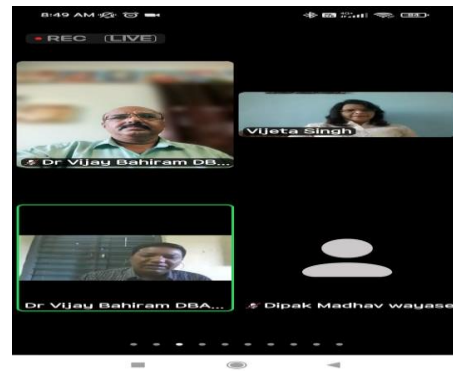 8:49 AM
REC LIVE
Dr Vijay Bahiram DB...
Vijeta Singh
Dr Vijay Bahiram DBA...
Dipak Madhav wayase